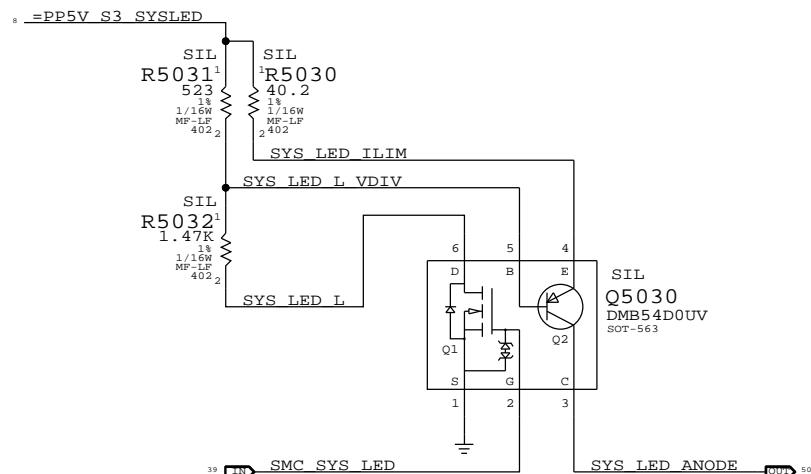 8 =PP5V_S3_SYSLED
SIL
R5031 1
523
1%
1/16W
MF-LF
402 2
SIL
1 R5030
40.2
1%
1/16W
MF-LF
2 402
SYS_LED_ILIM
SYS_LED_L_VDIV
SIL
R5032 1
1.47K
1%
1/16W
MF-LF
402 2
SYS_LED_L
6 5 4
D B E
SIL
Q5030
DMB54D0UV
SOT-563
Q1 Q2
S G C
1 2 3
39 IN SMC_SYS_LED
SYS_LED_ANODE OUT 50